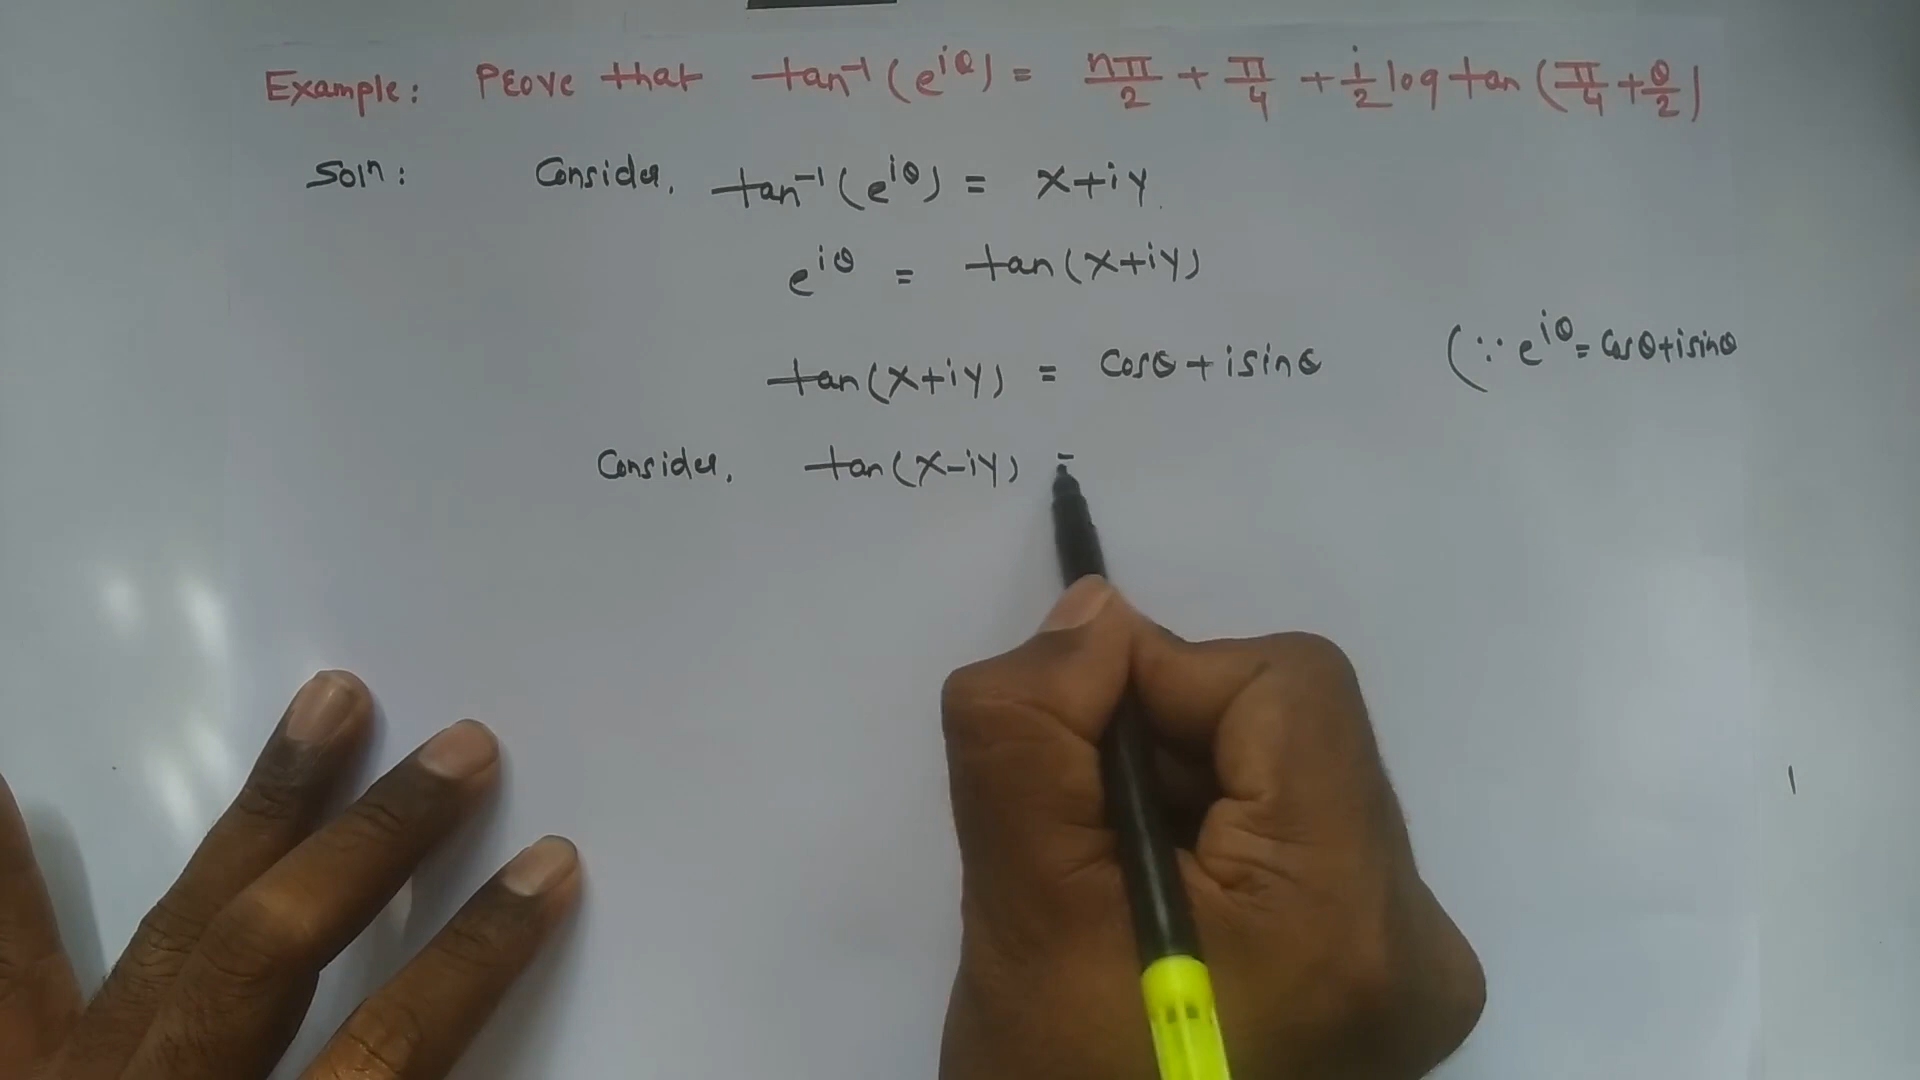 Example: Prove that tan⁻¹(e^{iθ}) = nπ/2 + π/4 + i/2 log tan(π/4 + θ/2)
Soln: Consider, tan⁻¹(e^{iθ}) = x+iy.
e^{iθ} = tan(x+iy)
tan(x+iy) = cosθ + isinθ (∵ e^{iθ} = cosθ+isinθ
Consider, tan(x-iy) =